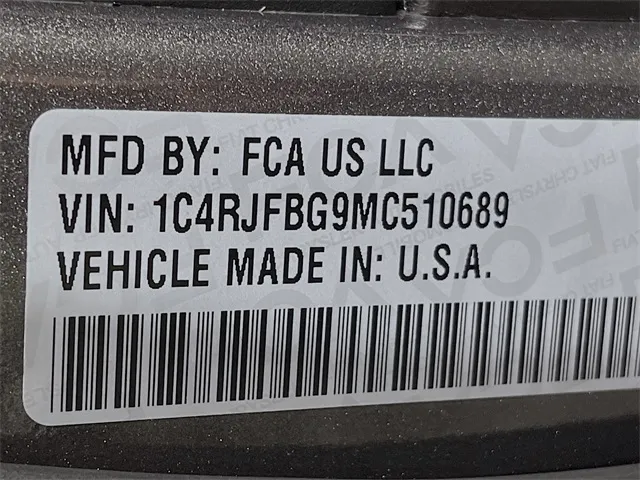 MFD BY: FCA US LLC
VIN: 1C4RJFBG9MC510689
VEHICLE MADE IN: U.S.A.